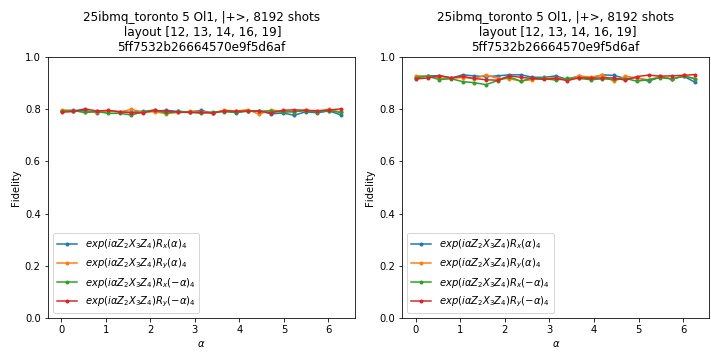 25ibmq_toronto 5 Ol1, |+>, 8192 shots
layout [12, 13, 14, 16, 19]
5ff7532b26664570e9f5d6af
1.0
0.8
0.6
0.4
0.2
0.0
Fidelity
exp(iαZ₂X₃Z₄)Rₓ(α)₄
exp(iαZ₂X₃Z₄)Rᵧ(α)₄
exp(iαZ₂X₃Z₄)Rₓ(−α)₄
exp(iαZ₂X₃Z₄)Rᵧ(−α)₄
0 1 2 3 4 5 6
α
25ibmq_toronto 5 Ol1, |+>, 8192 shots
layout [12, 13, 14, 16, 19]
5ff7532b26664570e9f5d6af
1.0
0.8
0.6
0.4
0.2
0.0
Fidelity
exp(iαZ₂X₃Z₄)Rₓ(α)₄
exp(iαZ₂X₃Z₄)Rᵧ(α)₄
exp(iαZ₂X₃Z₄)Rₓ(−α)₄
exp(iαZ₂X₃Z₄)Rᵧ(−α)₄
0 1 2 3 4 5 6
α